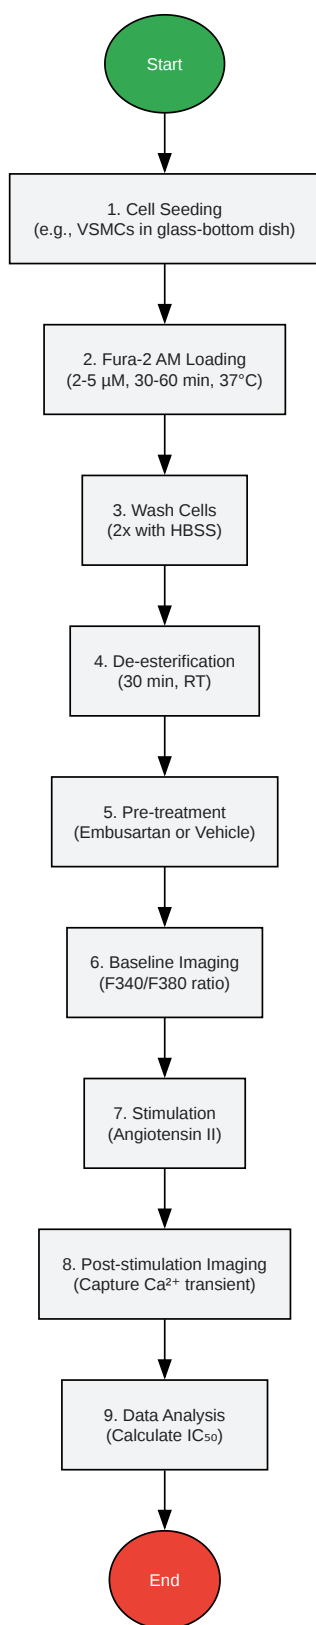 Start
1. Cell Seeding
(e.g., VSMCs in glass-bottom dish)
2. Fura-2 AM Loading
(2-5 µM, 30-60 min, 37°C)
3. Wash Cells
(2x with HBSS)
4. De-esterification
(30 min, RT)
5. Pre-treatment
(Embusartan or Vehicle)
6. Baseline Imaging
(F340/F380 ratio)
7. Stimulation
(Angiotensin II)
8. Post-stimulation Imaging
(Capture Ca²⁺ transient)
9. Data Analysis
(Calculate IC₅₀)
End